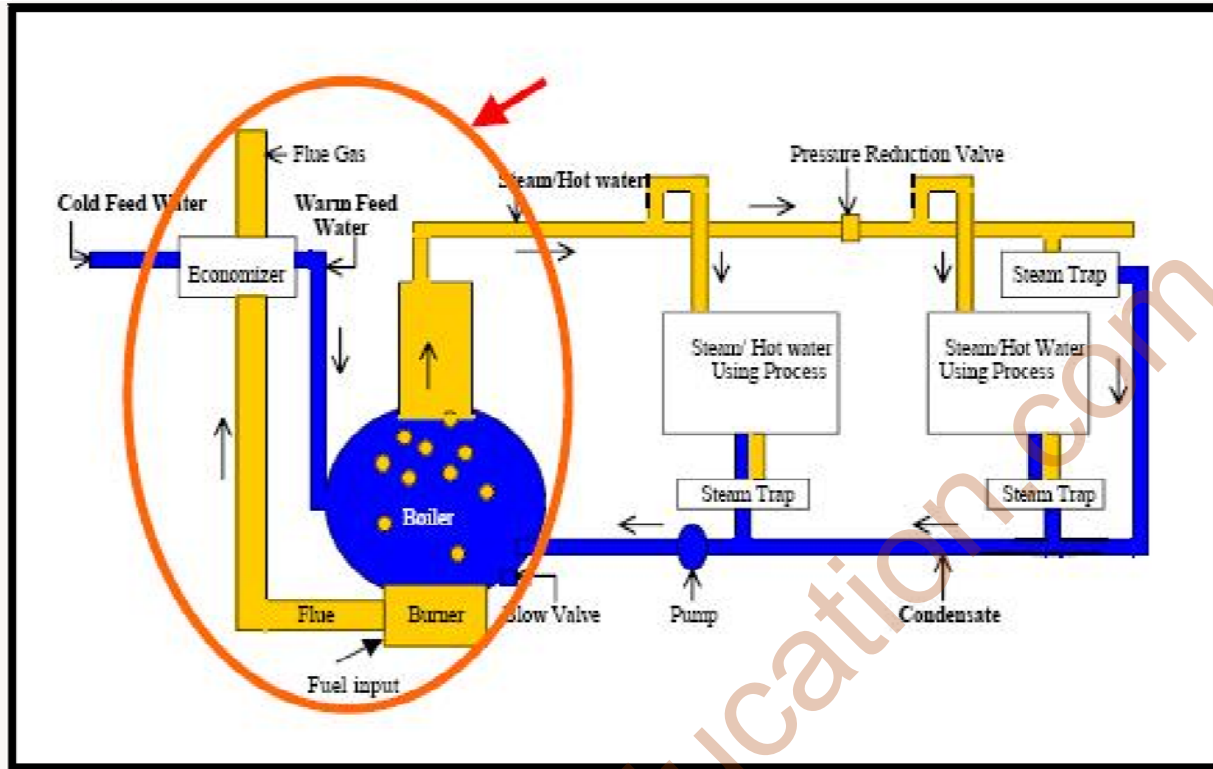 Flue Gas
Pressure Reduction Valve
Steam/Hot water
Cold Feed Water
Warm Feed
Water
Economizer
Steam Trap
Steam/ Hot water
Using Process
Steam/Hot Water
Using Process
Steam Trap
Steam Trap
Boiler
Flue
Burner
Blow Valve
Pump
Condensate
Fuel input
ucation.com